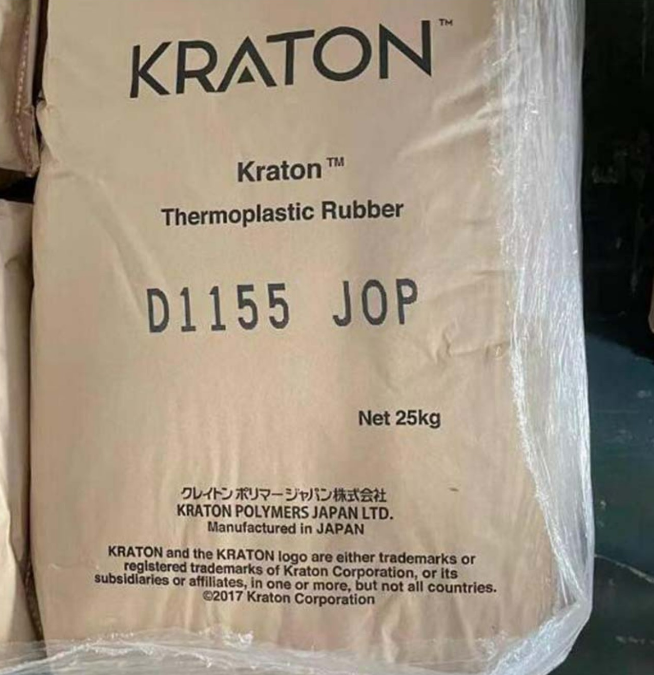 KRATON™
Kraton™
Thermoplastic Rubber
D1155 JOP
Net 25kg
クレイトンポリマージャパン株式会社
KRATON POLYMERS JAPAN LTD.
Manufactured in JAPAN
KRATON and the KRATON logo are either trademarks or
registered trademarks of Kraton Corporation, or its
subsidiaries or affiliates, in one or more, but not all countries.
©2017 Kraton Corporation